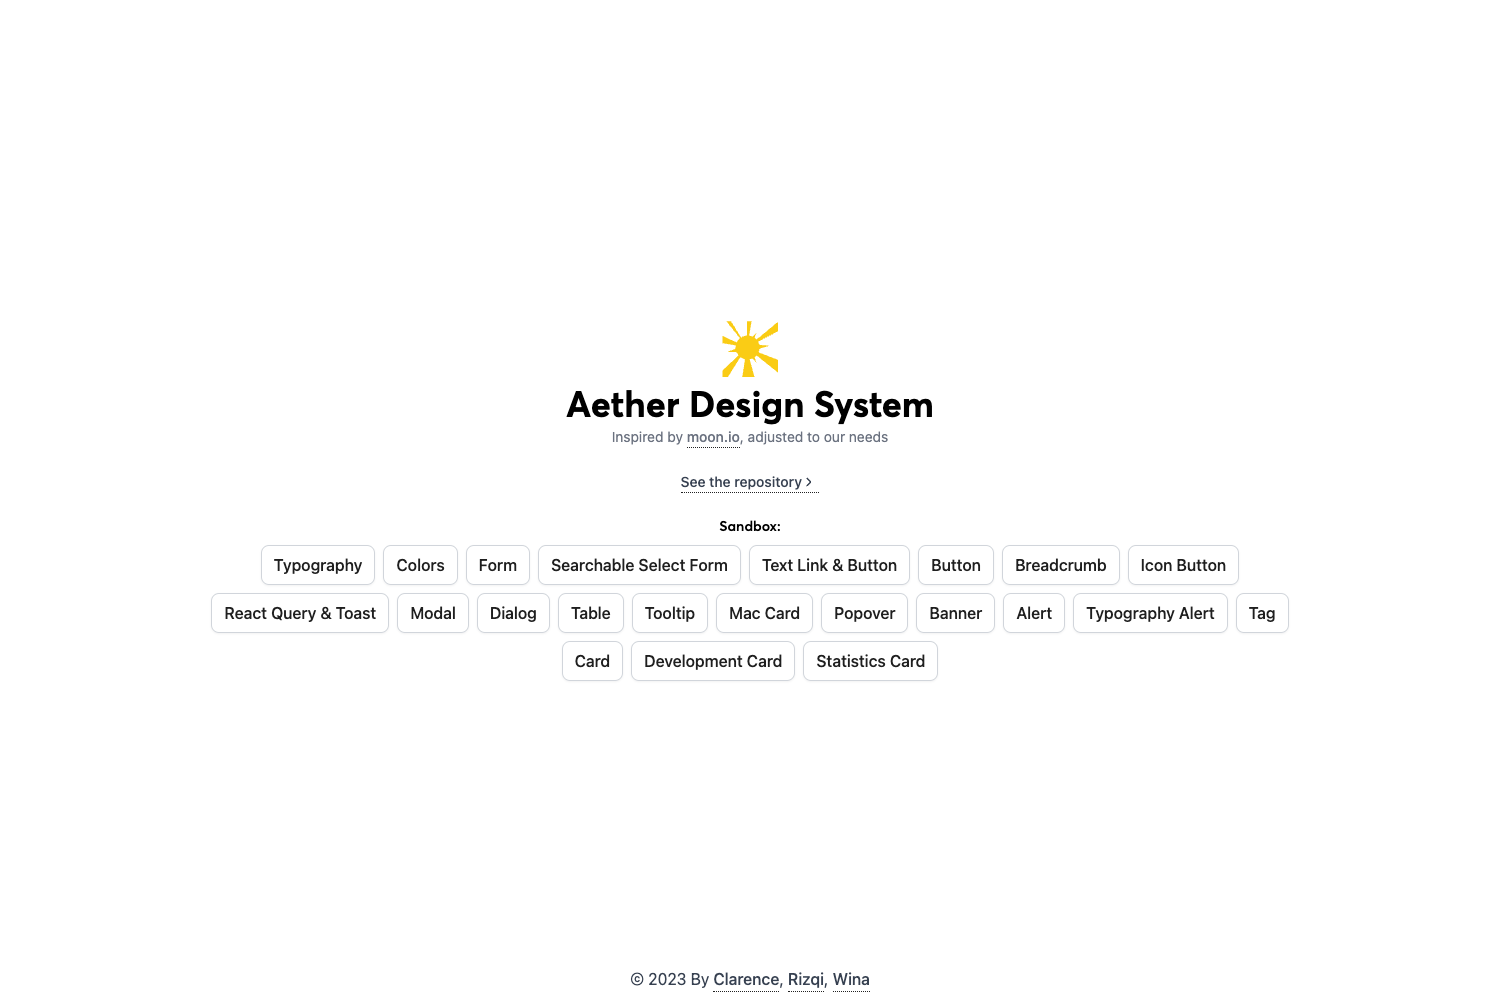 Aether Design System
Inspired by moon.io, adjusted to our needs
See the repository >
Sandbox:
Typography Colors Form Searchable Select Form Text Link & Button Button Breadcrumb Icon Button
React Query & Toast Modal Dialog Table Tooltip Mac Card Popover Banner Alert Typography Alert Tag
Card Development Card Statistics Card
© 2023 By Clarence, Rizqi, Wina